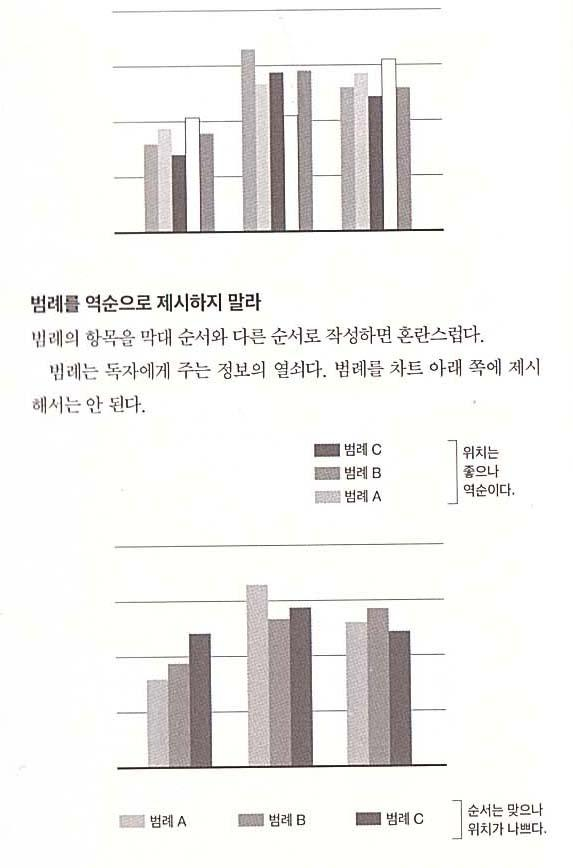 범례를 역순으로 제시하지 말라
범례의 항목을 막대 순서와 다른 순서로 작성하면 혼란스럽다.
범례는 독자에게 주는 정보의 열쇠다. 범례를 차트 아래 쪽에 제시
해서는 안 된다.
범례 C
범례 B
범례 A
위치는
좋으나
역순이다.
범례 A
범례 B
범례 C
순서는 맞으나
위치가 나쁘다.